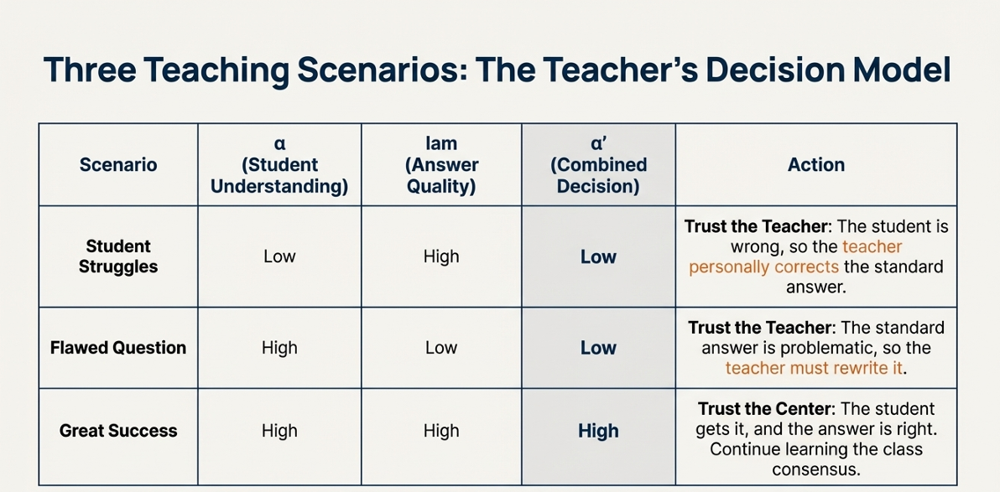 Three Teaching Scenarios: The Teacher’s Decision Model
Scenario
α
(Student
Understanding)
lam
(Answer
Quality)
α’
(Combined
Decision)
Action
Student
Struggles
Low
High
Low
Trust the Teacher: The student is
wrong, so the teacher
personally corrects the standard
answer.
Flawed Question
High
Low
Low
Trust the Teacher: The standard
answer is problematic, so the
teacher must rewrite it.
Great Success
High
High
High
Trust the Center: The student
gets it, and the answer is right.
Continue learning the class
consensus.